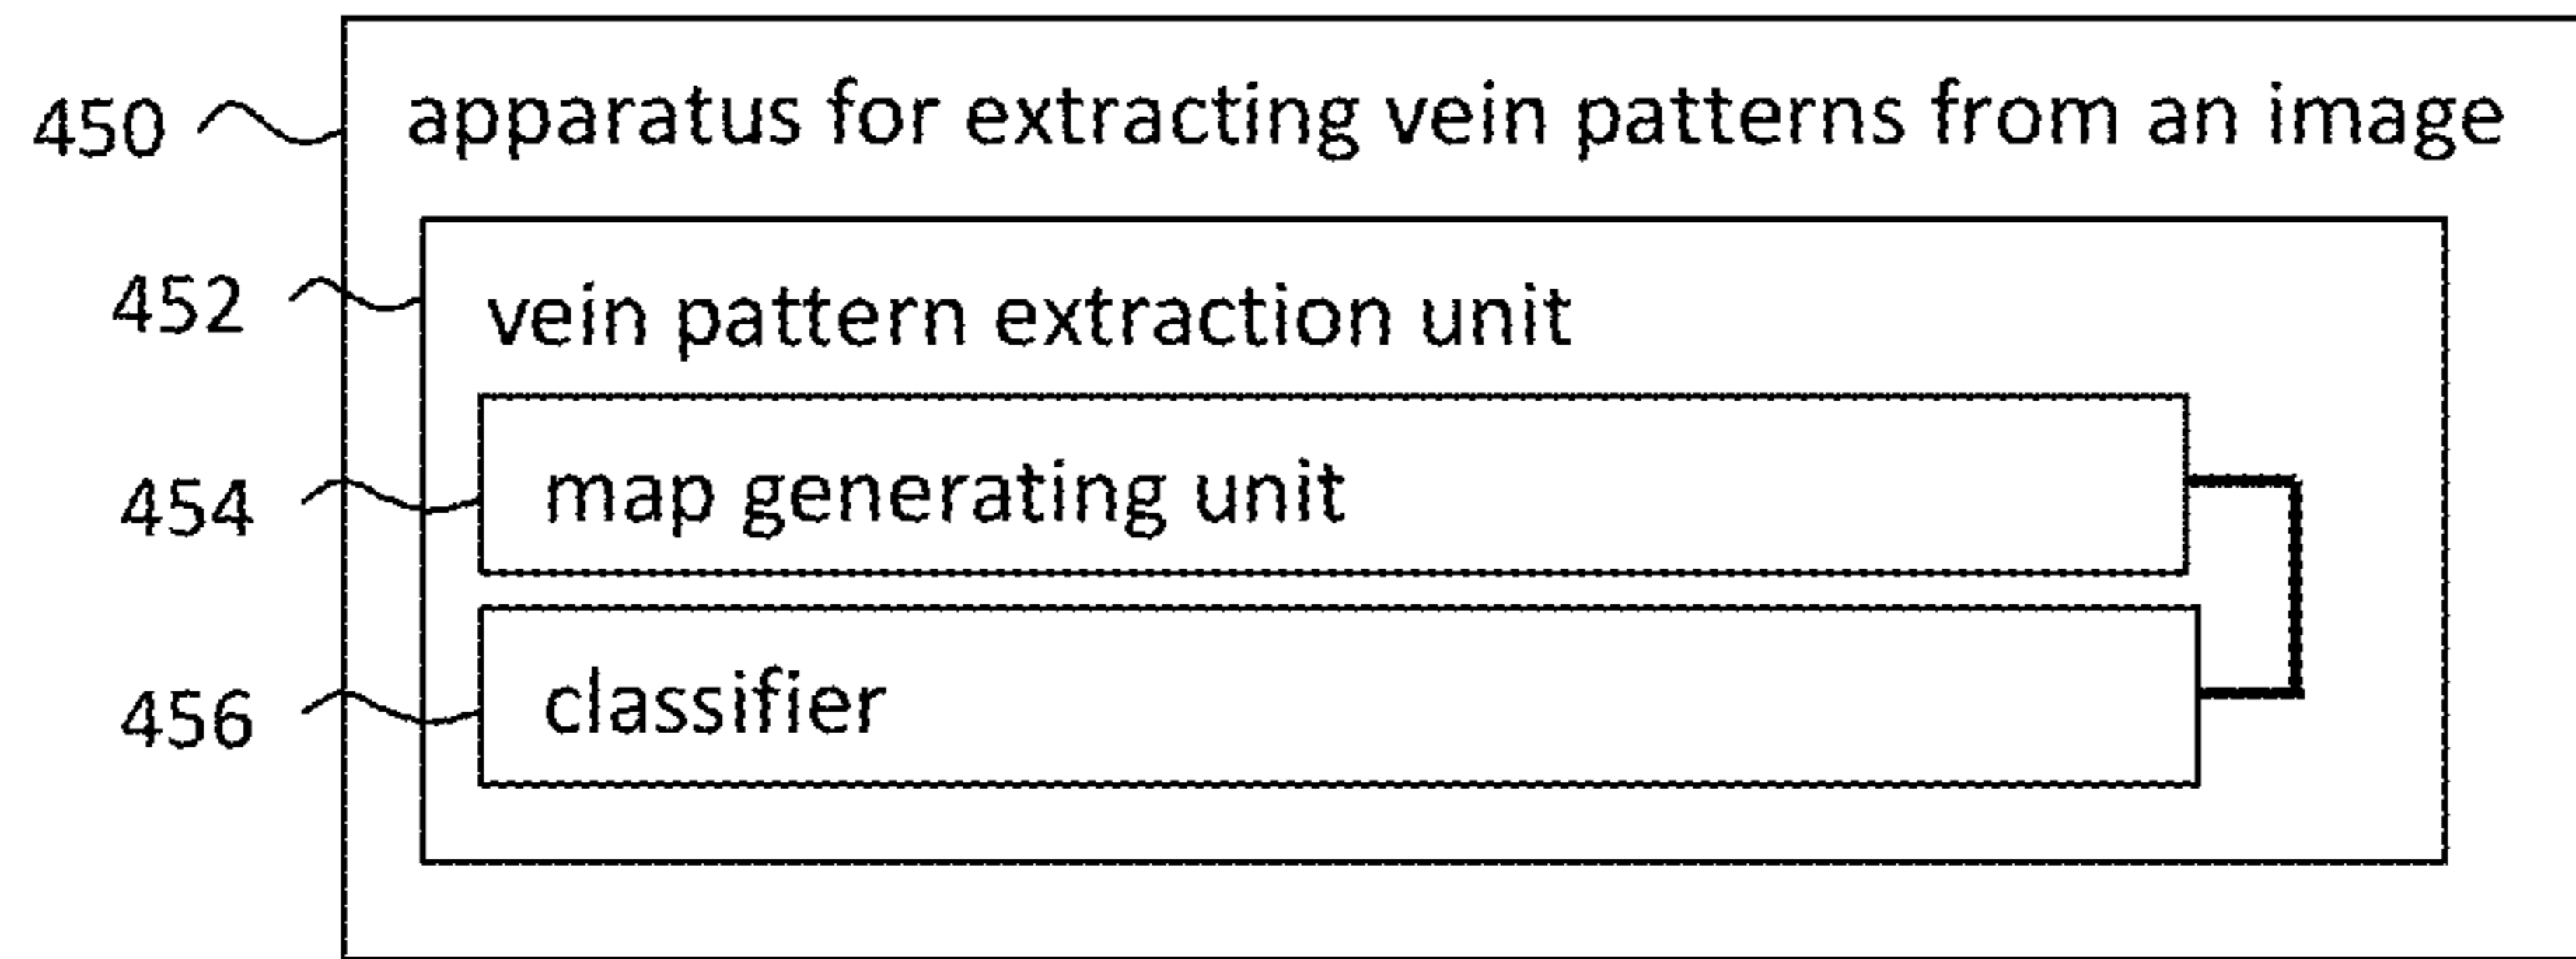 450 apparatus for extracting vein patterns from an image
452 vein pattern extraction unit
454 map generating unit
456 classifier